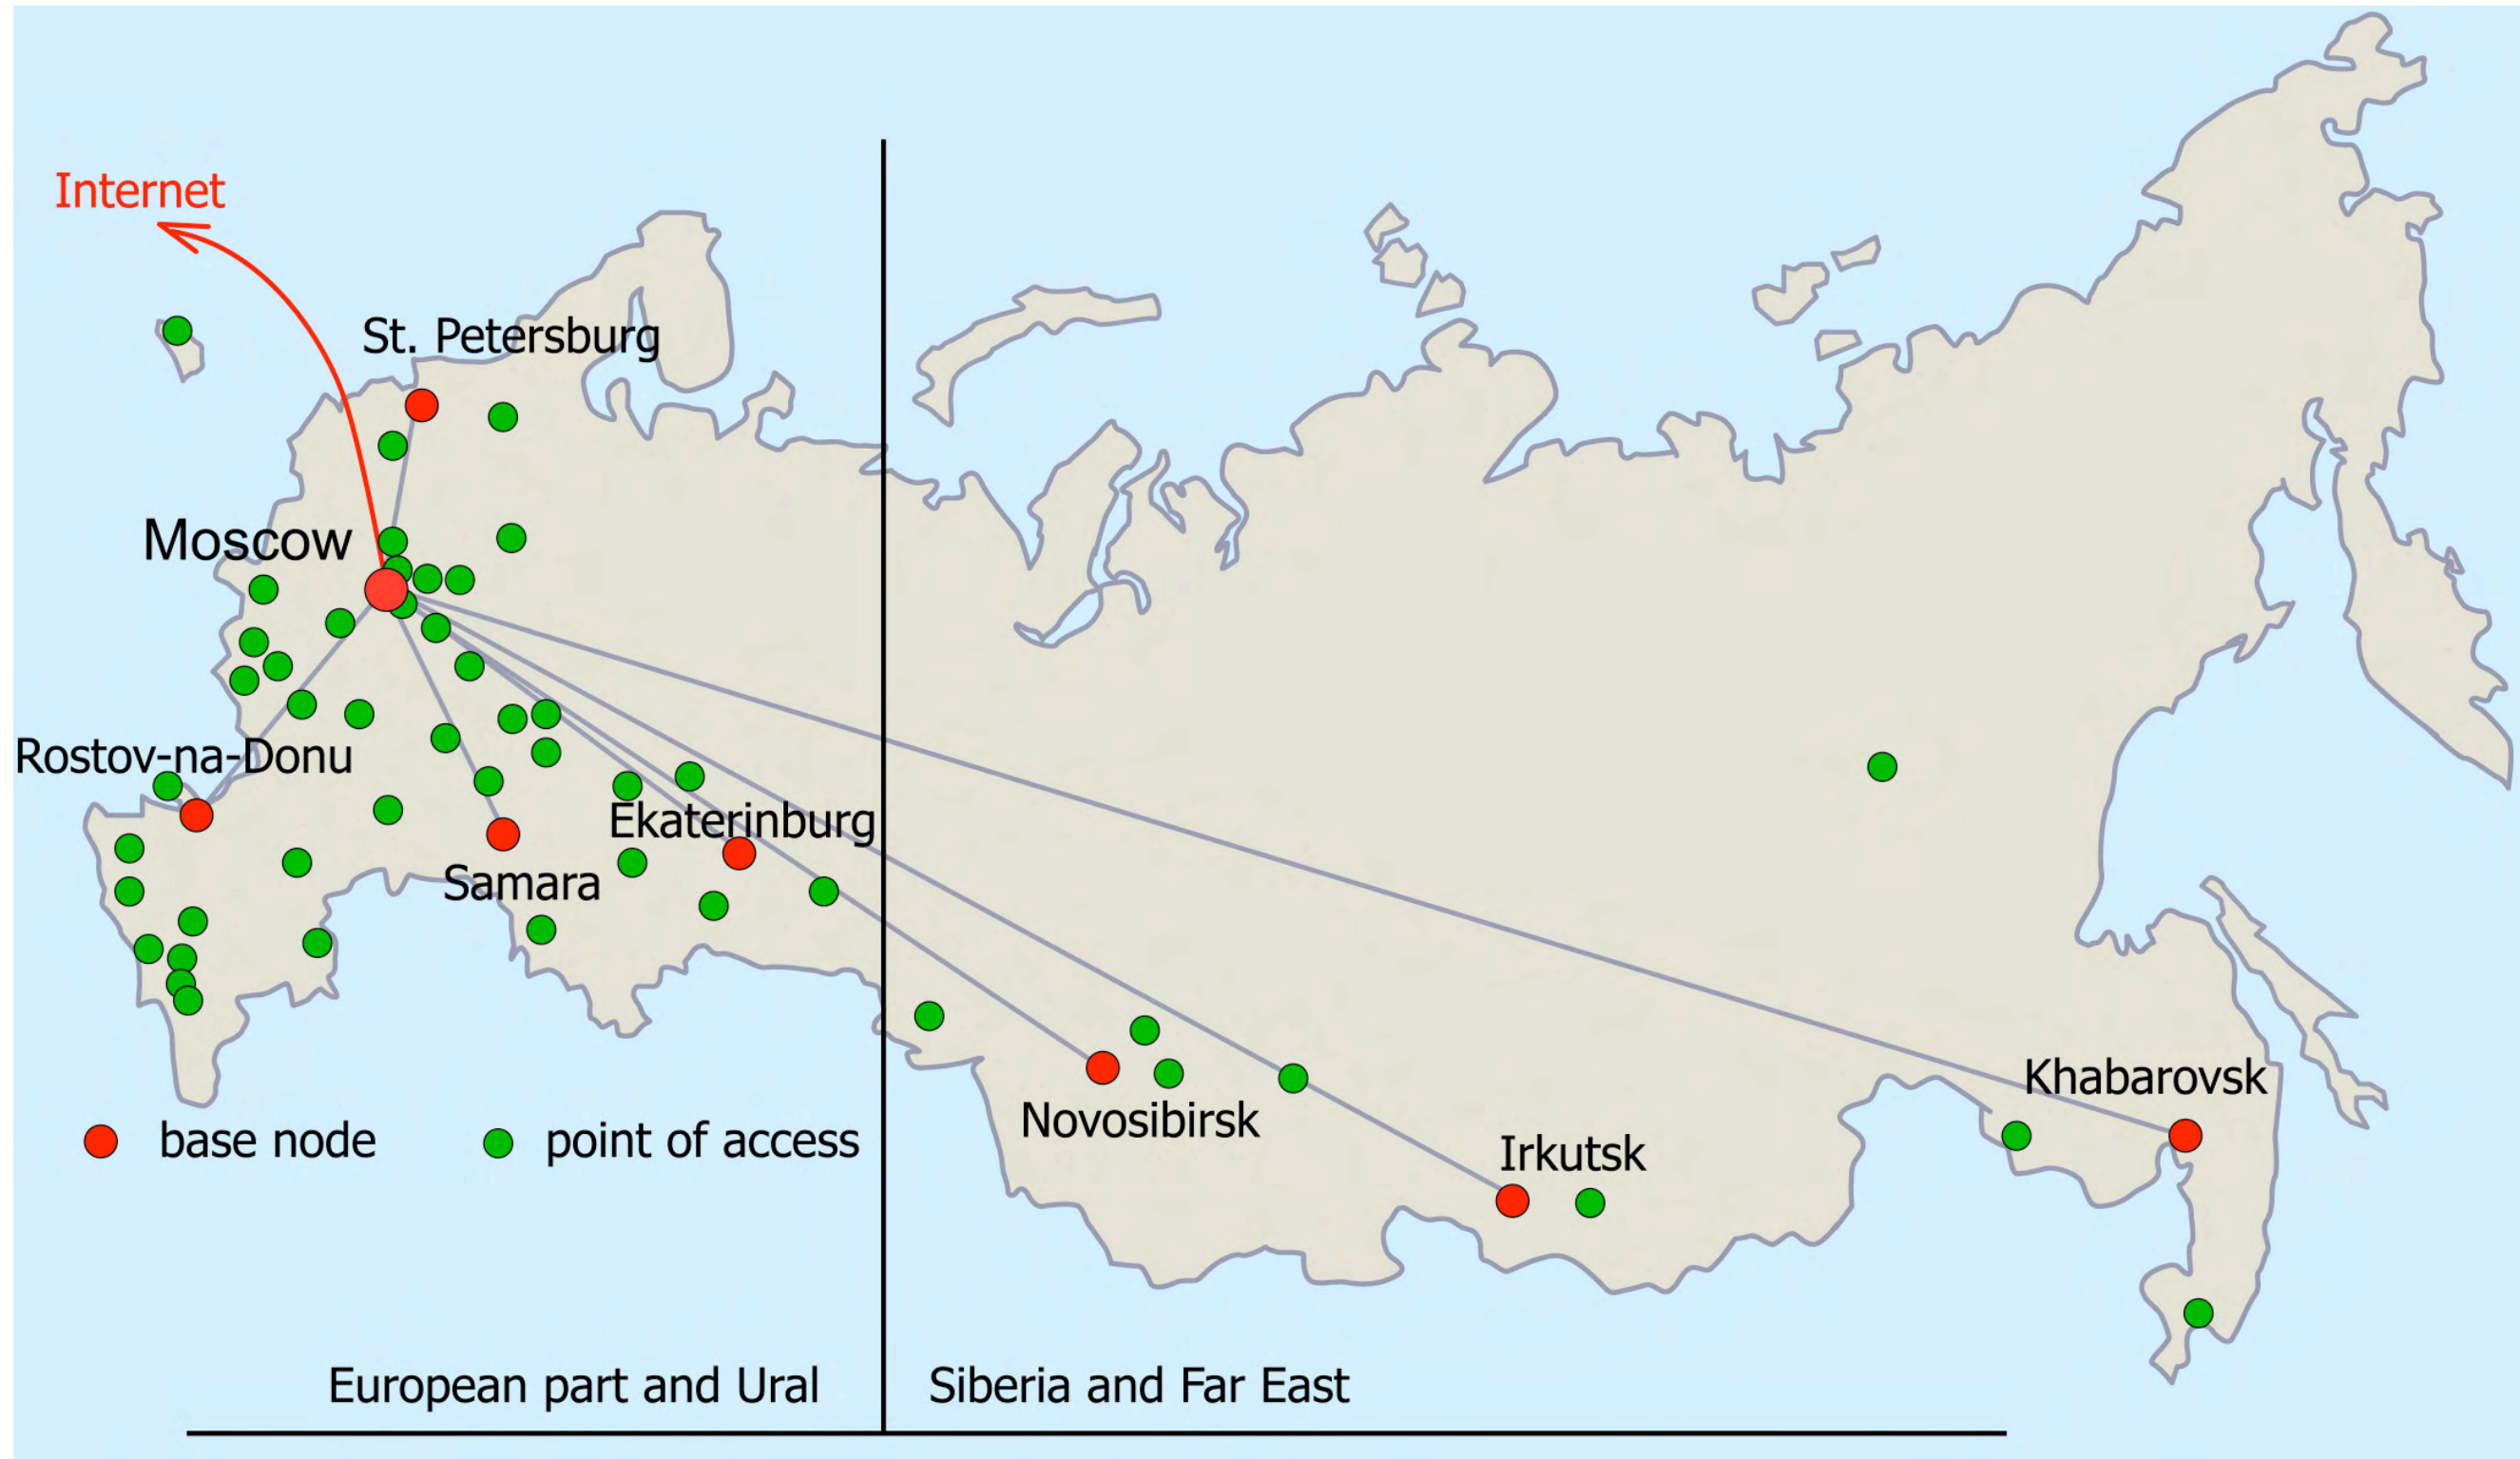 Internet
St. Petersburg
Moscow
Rostov-na-Donu
Ekaterinburg
Samara
Khabarovsk
Novosibirsk
base node
point of access
Irkutsk
European part and Ural
Siberia and Far East